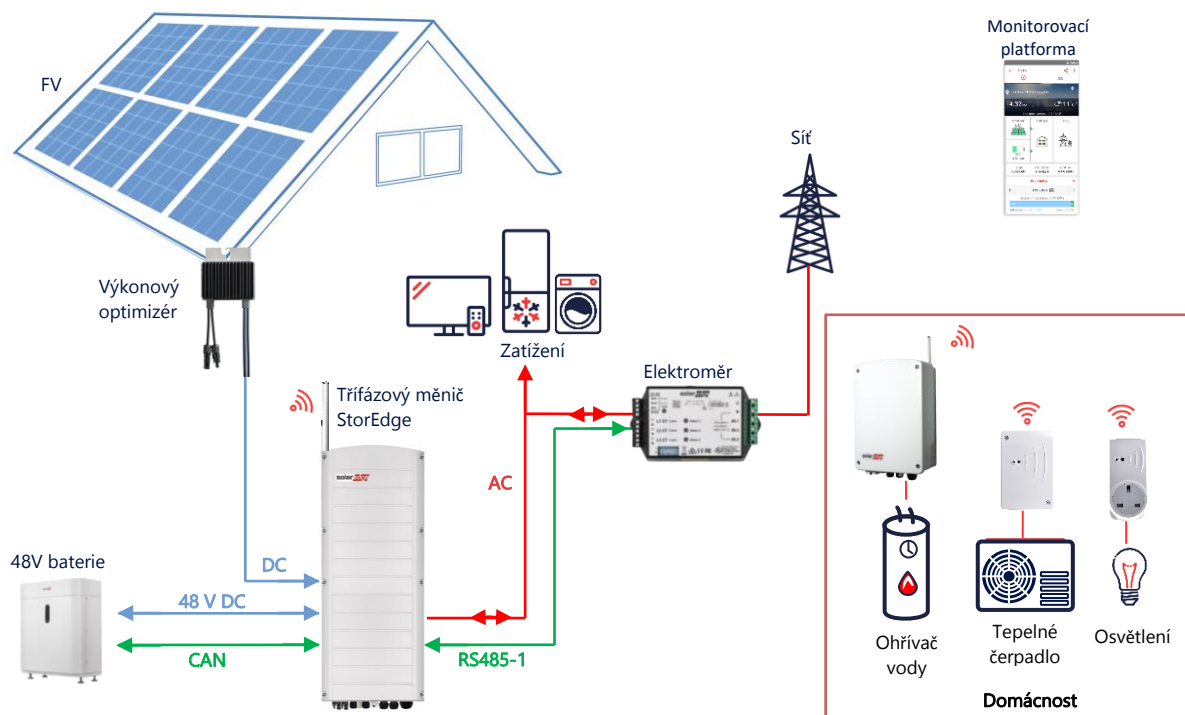 Monitorovací
platforma
FV
Síť
Výkonový
optimizér
Zatížení
Elektroměr
Třífázový měnič
StorEdge
AC
solaredge
DC
48V baterie
48 V DC
CAN
RS485-1
Ohřívač
vody
Tepelné
čerpadlo
Osvětlení
Domácnost